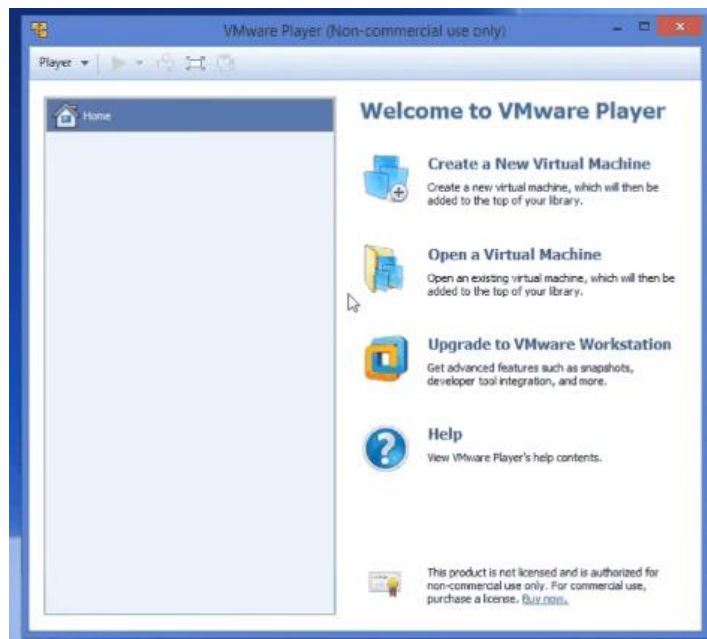 VMware Player (Non-commercial use only)
Player
Home
Welcome to VMware Player
Create a New Virtual Machine
Create a new virtual machine, which will then be
added to the top of your library.
Open a Virtual Machine
Open an existing virtual machine, which will then be
added to the top of your library.
Upgrade to VMware Workstation
Get advanced features such as snapshots,
developer tool integration, and more.
Help
View VMware Player's help contents.
This product is not licensed and is authorized for
non-commercial use only. For commercial use,
purchase a license. Buy now.